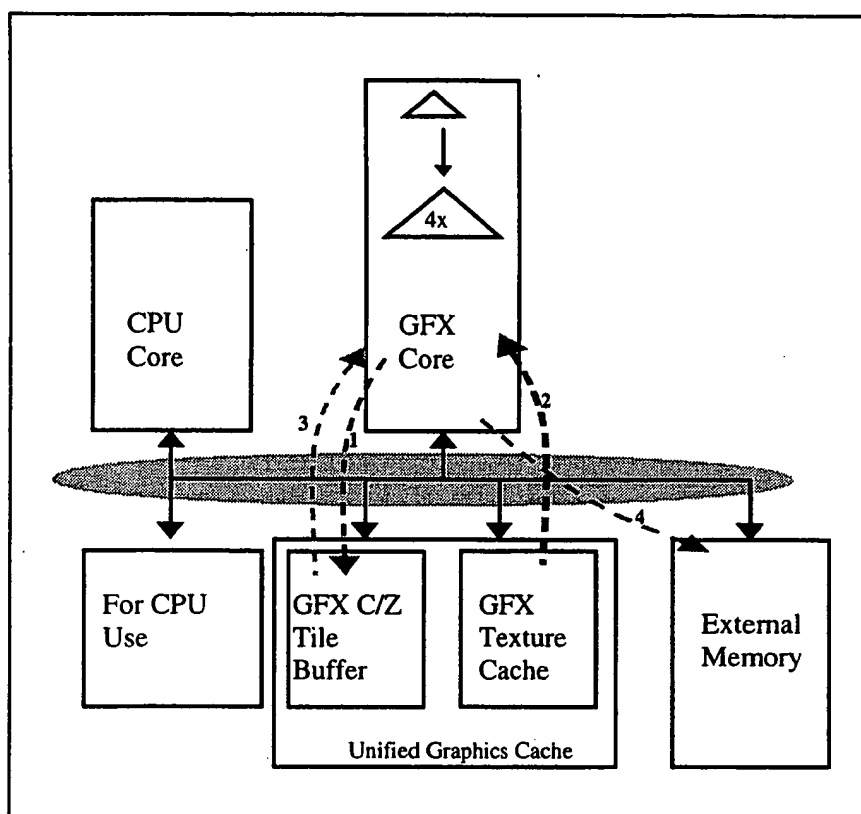 4x
CPU
Core
GFX
Core
3
1
2
4
For CPU
Use
GFX C/Z
Tile
Buffer
GFX
Texture
Cache
External
Memory
Unified Graphics Cache